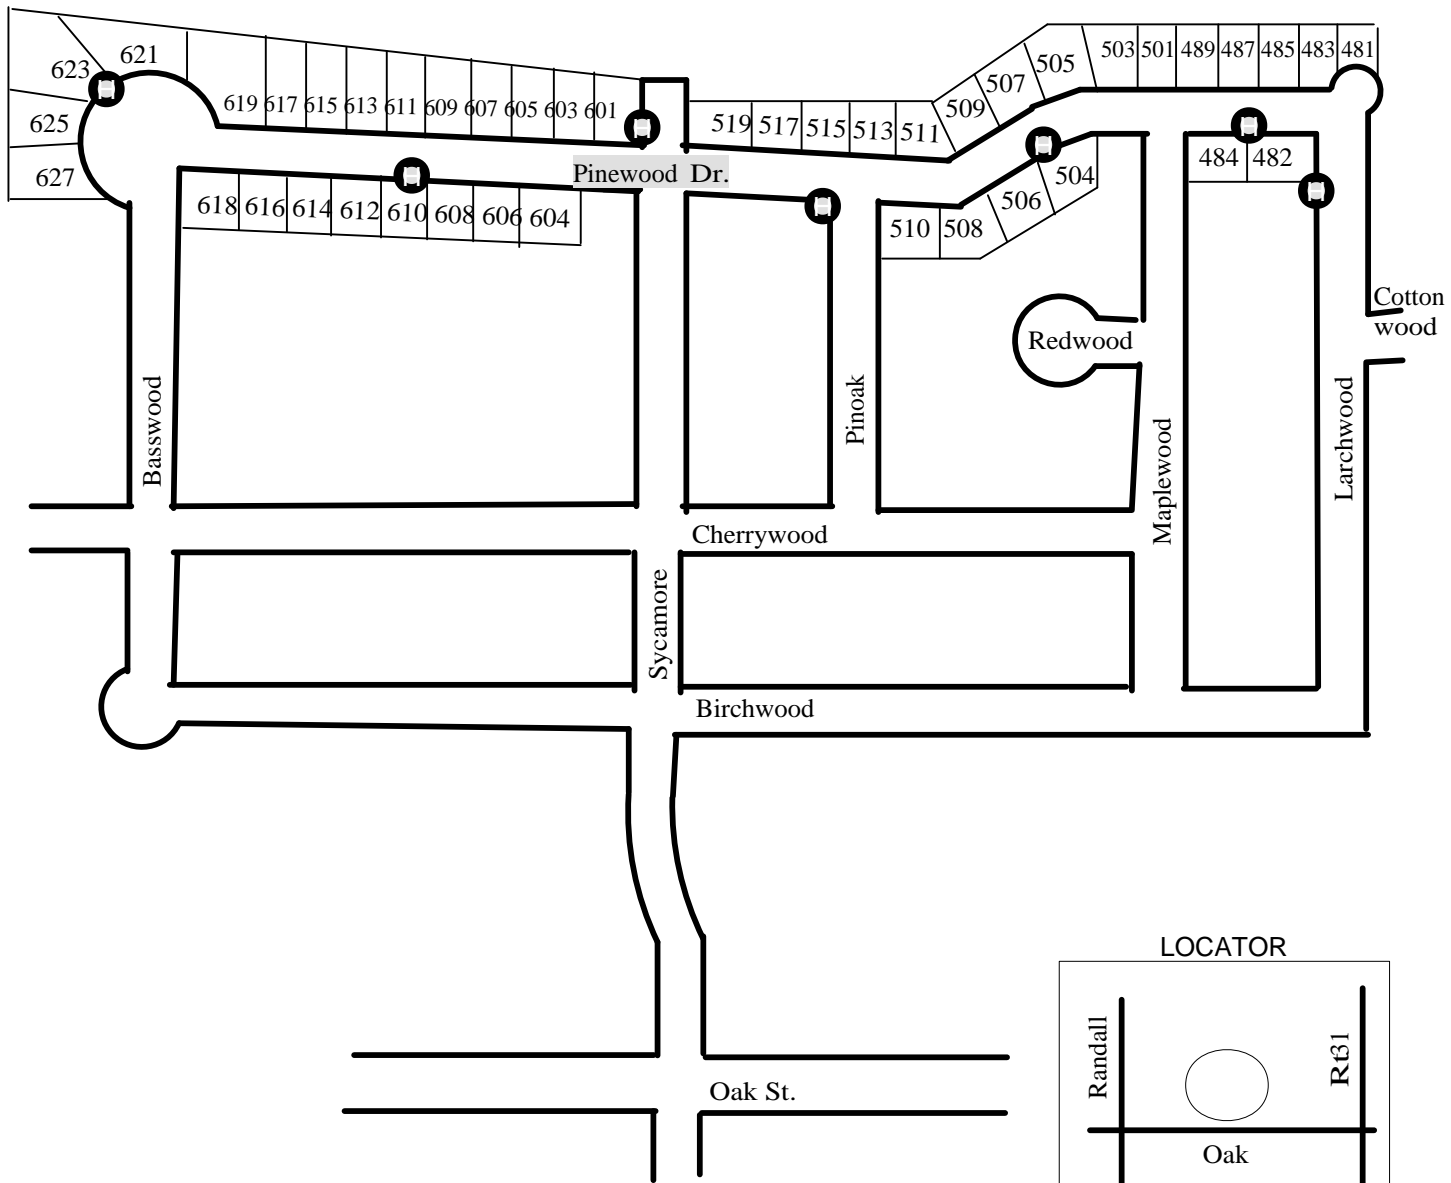 621
623
625
627
619 617 615 613 611 609 607 605 603 601
519 517 515 513 511
509
507
505
503 501 489 487 485 483 481
Pinewood Dr.
618 616 614 612 610 608 606 604
510 508
506
504
484 482
Cotton
wood
Redwood
Basswood
Pinoak
Maplewood
Larchwood
Cherrywood
Sycamore
Birchwood
Oak St.
LOCATOR
Randall
Rt31
Oak